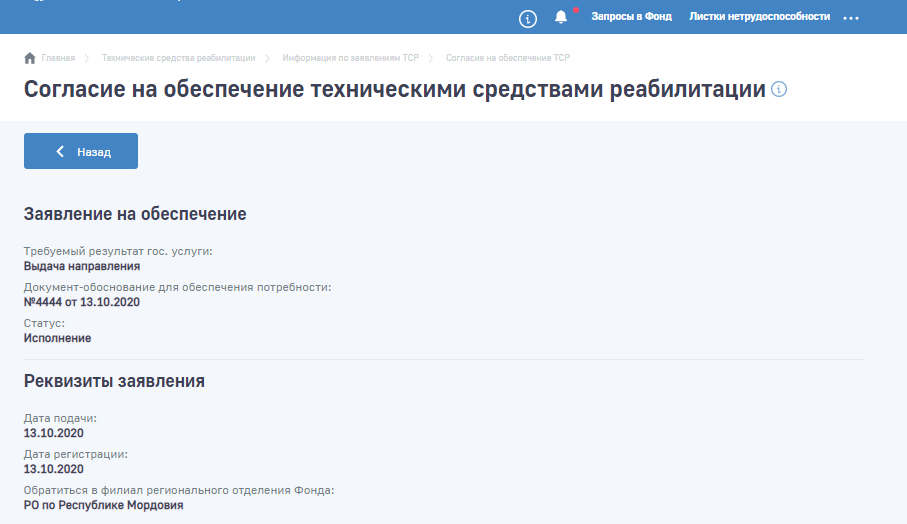 Запросы в Фонд Листки нетрудоспособности
Главная Технические средства реабилитации Информация по заявлениям ТСР Согласие на обеспечение ТСР
Согласие на обеспечение техническими средствами реабилитации
Назад
Заявление на обеспечение
Требуемый результат гос. услуги:
Выдача направления
Документ-обоснование для обеспечения потребности:
№4444 от 13.10.2020
Статус:
Исполнение
Реквизиты заявления
Дата подачи:
13.10.2020
Дата регистрации:
13.10.2020
Обратиться в филиал регионального отделения Фонда:
РО по Республике Мордовия